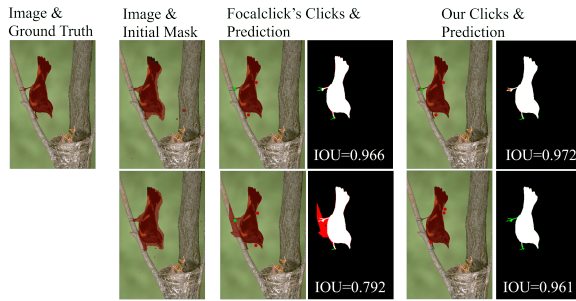 Image &
Ground Truth
Image &
Initial Mask
Focalclick's Clicks &
Prediction
Our Clicks &
Prediction
IOU=0.966
IOU=0.972
IOU=0.792
IOU=0.961